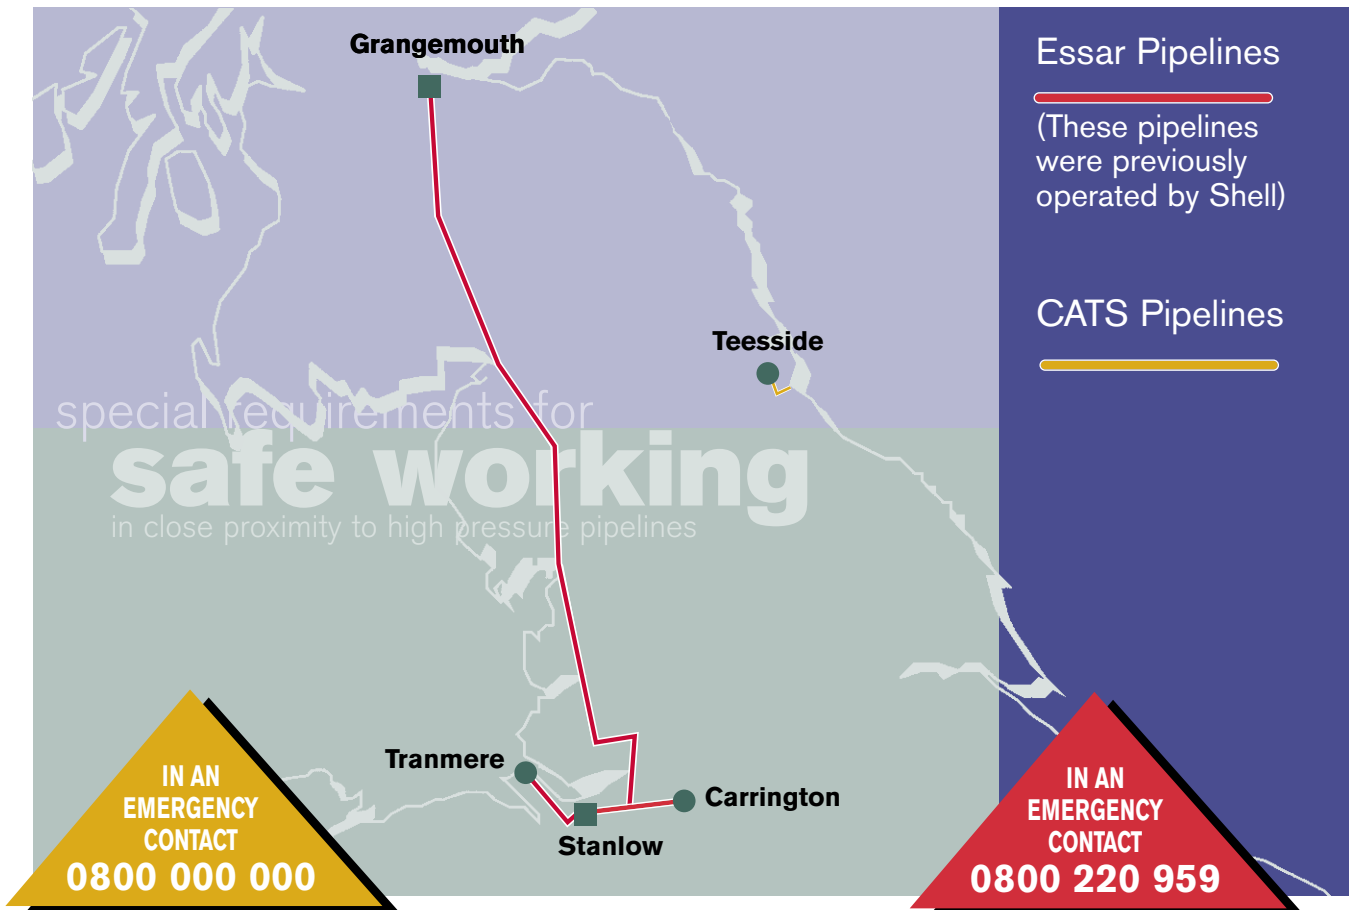 Grangemouth
Essar Pipelines
(These pipelines
were previously
operated by Shell)
CATS Pipelines
Teesside
special requirements for
safe working
in close proximity to high pressure pipelines
Tranmere
Carrington
Stanlow
IN AN
EMERGENCY
CONTACT
0800 000 000
IN AN
EMERGENCY
CONTACT
0800 220 959